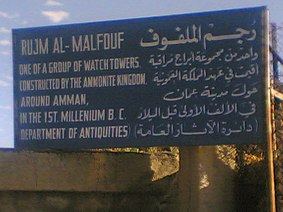 RUJM AL-MALFOUF
ONE OF A GROUP OF WATCH TOWERS
CONSTRUCTED BY THE AMMONITE KINGDOM
AROUND AMMAN,
IN THE 1ST. MILLENIUM B.C.
DEPARTMENT OF ANTIQUITIES)
رجم الملفوف
واحد من مجموعة ابراج مراقبة
اقيمت في عهد المملكة العمونية
حول مدينة عمان
في الألف الأولى قبل الميلاد
(دائرة الآثار العامة)